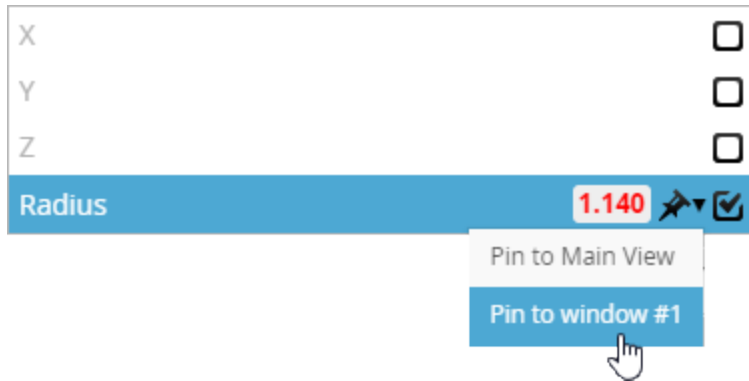 X
Y
Z
Radius 1.140
Pin to Main View
Pin to window #1